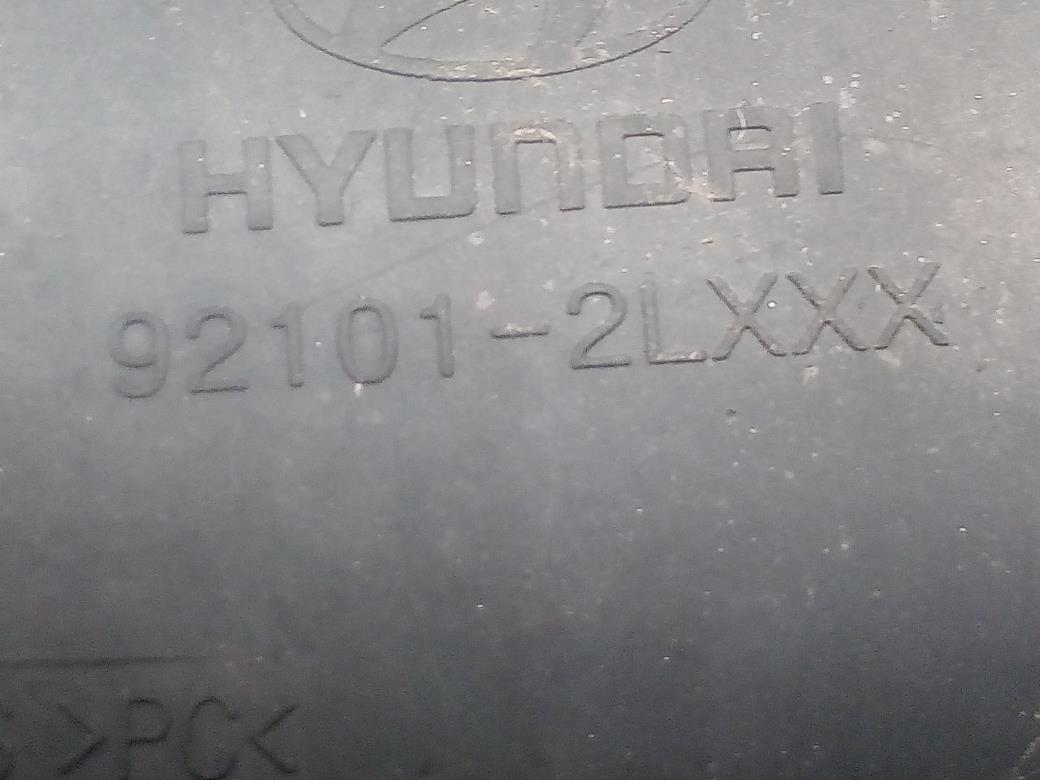 HYUNDAI
92101-2LXXX
>PC<